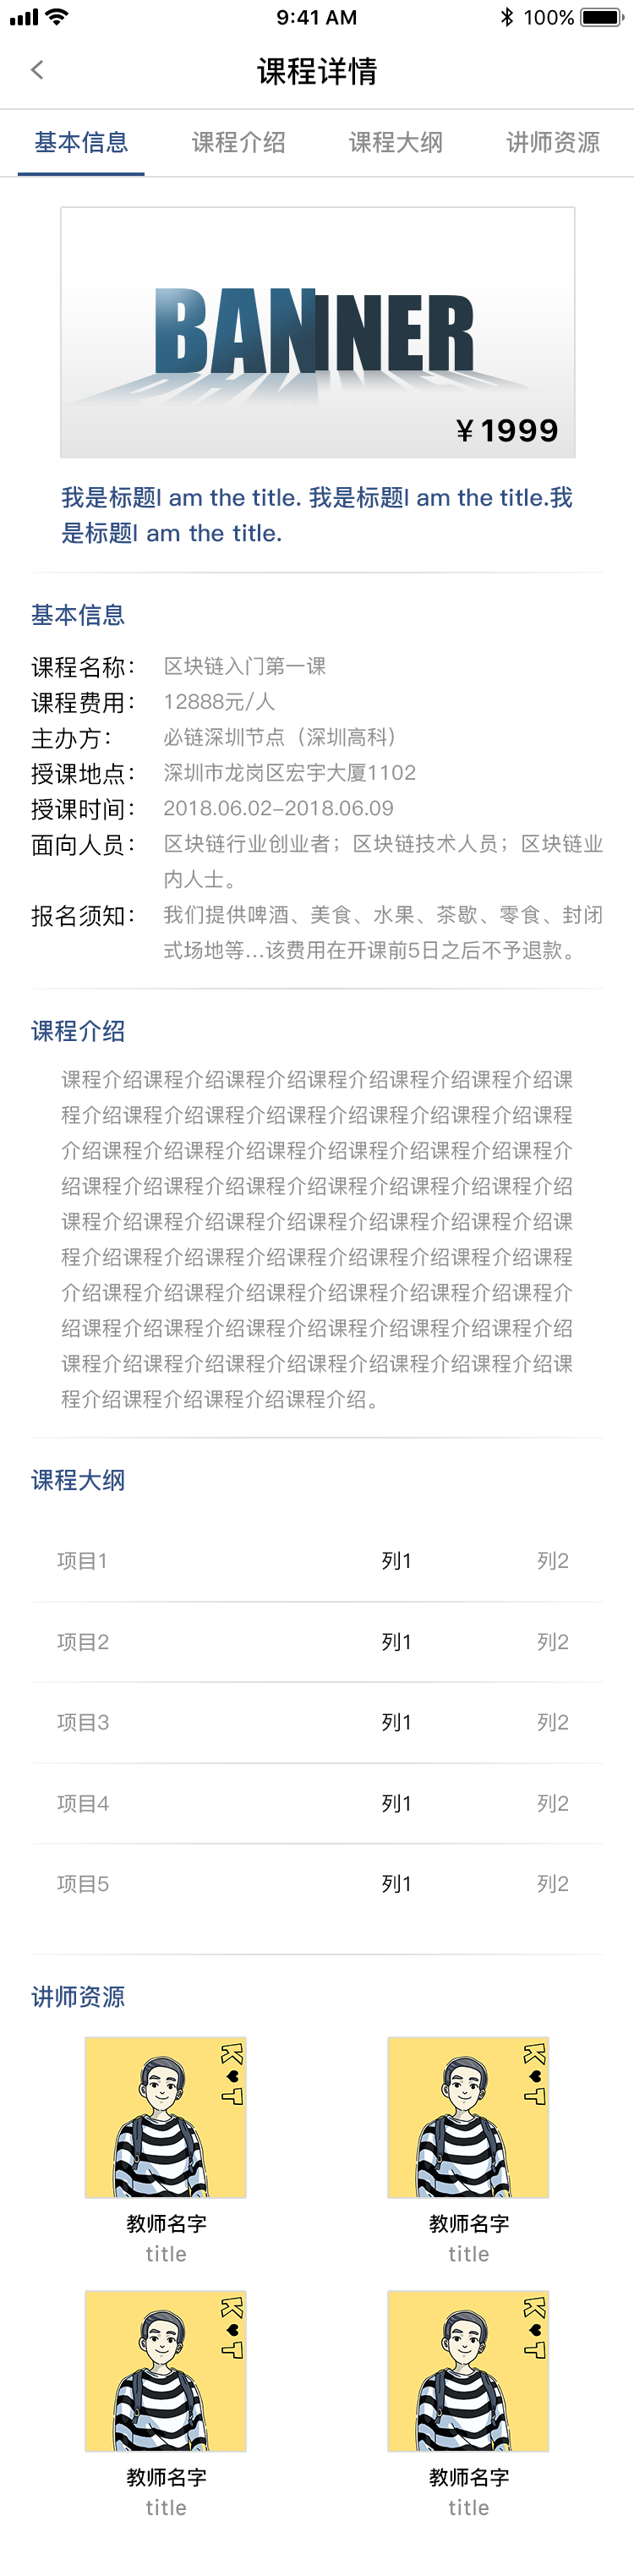 9:41 AM 100%
课程详情
基本信息 课程介绍 课程大纲 讲师资源
BANNER
¥1999
我是标题I am the title. 我是标题I am the title.我
是标题I am the title.
基本信息
课程名称： 区块链入门第一课
课程费用： 12888元/人
主办方： 必链深圳节点（深圳高科）
授课地点： 深圳市龙岗区宏宇大厦1102
授课时间： 2018.06.02-2018.06.09
面向人员： 区块链行业创业者；区块链技术人员；区块链业
内人士。
报名须知： 我们提供啤酒、美食、水果、茶歇、零食、封闭
式场地等...该费用在开课前5日之后不予退款。
课程介绍
课程介绍课程介绍课程介绍课程介绍课程介绍课程介绍课
程介绍课程介绍课程介绍课程介绍课程介绍课程介绍课程
介绍课程介绍课程介绍课程介绍课程介绍课程介绍课程介
绍课程介绍课程介绍课程介绍课程介绍课程介绍课程介绍
课程介绍课程介绍课程介绍课程介绍课程介绍课程介绍课
程介绍课程介绍课程介绍课程介绍课程介绍课程介绍课程
介绍课程介绍课程介绍课程介绍课程介绍课程介绍课程介
绍课程介绍课程介绍课程介绍课程介绍课程介绍课程介绍
课程介绍课程介绍课程介绍课程介绍课程介绍课程介绍课
程介绍课程介绍课程介绍课程介绍。
课程大纲
项目1 列1 列2
项目2 列1 列2
项目3 列1 列2
项目4 列1 列2
项目5 列1 列2
讲师资源
K♥T K♥T
教师名字 教师名字
title title
K♥T K♥T
教师名字 教师名字
title title